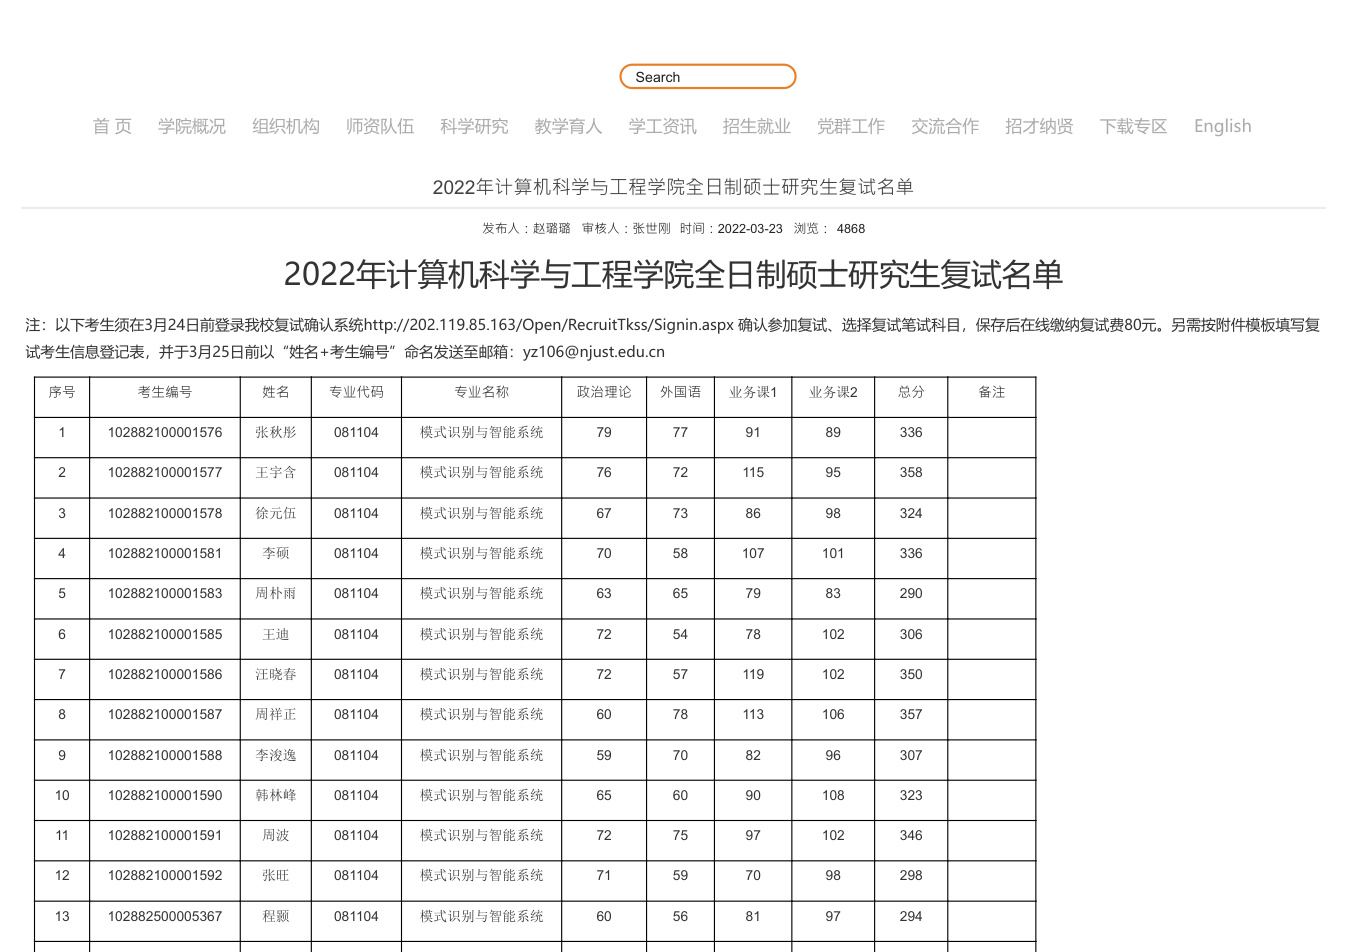 Search
首 页 学院概况 组织机构 师资队伍 科学研究 教学育人 学工资讯 招生就业 党群工作 交流合作 招才纳贤 下载专区 English
2022年计算机科学与工程学院全日制硕士研究生复试名单
发布人：赵璐璐 审核人：张世刚 时间：2022-03-23 浏览： 4868
2022年计算机科学与工程学院全日制硕士研究生复试名单
注：以下考生须在3月24日前登录我校复试确认系统http://202.119.85.163/Open/RecruitTkss/Signin.aspx 确认参加复试、选择复试笔试科目，保存后在线缴纳复试费80元。另需按附件模板填写复
试考生信息登记表，并于3月25日前以“姓名+考生编号”命名发送至邮箱：yz106@njust.edu.cn
序号 考生编号 姓名 专业代码 专业名称 政治理论 外国语 业务课1 业务课2 总分 备注
1 102882100001576 张秋彤 081104 模式识别与智能系统 79 77 91 89 336
2 102882100001577 王宇含 081104 模式识别与智能系统 76 72 115 95 358
3 102882100001578 徐元伍 081104 模式识别与智能系统 67 73 86 98 324
4 102882100001581 李硕 081104 模式识别与智能系统 70 58 107 101 336
5 102882100001583 周朴雨 081104 模式识别与智能系统 63 65 79 83 290
6 102882100001585 王迪 081104 模式识别与智能系统 72 54 78 102 306
7 102882100001586 汪晓春 081104 模式识别与智能系统 72 57 119 102 350
8 102882100001587 周祥正 081104 模式识别与智能系统 60 78 113 106 357
9 102882100001588 李浚逸 081104 模式识别与智能系统 59 70 82 96 307
10 102882100001590 韩林峰 081104 模式识别与智能系统 65 60 90 108 323
11 102882100001591 周波 081104 模式识别与智能系统 72 75 97 102 346
12 102882100001592 张旺 081104 模式识别与智能系统 71 59 70 98 298
13 102882500005367 程颢 081104 模式识别与智能系统 60 56 81 97 294